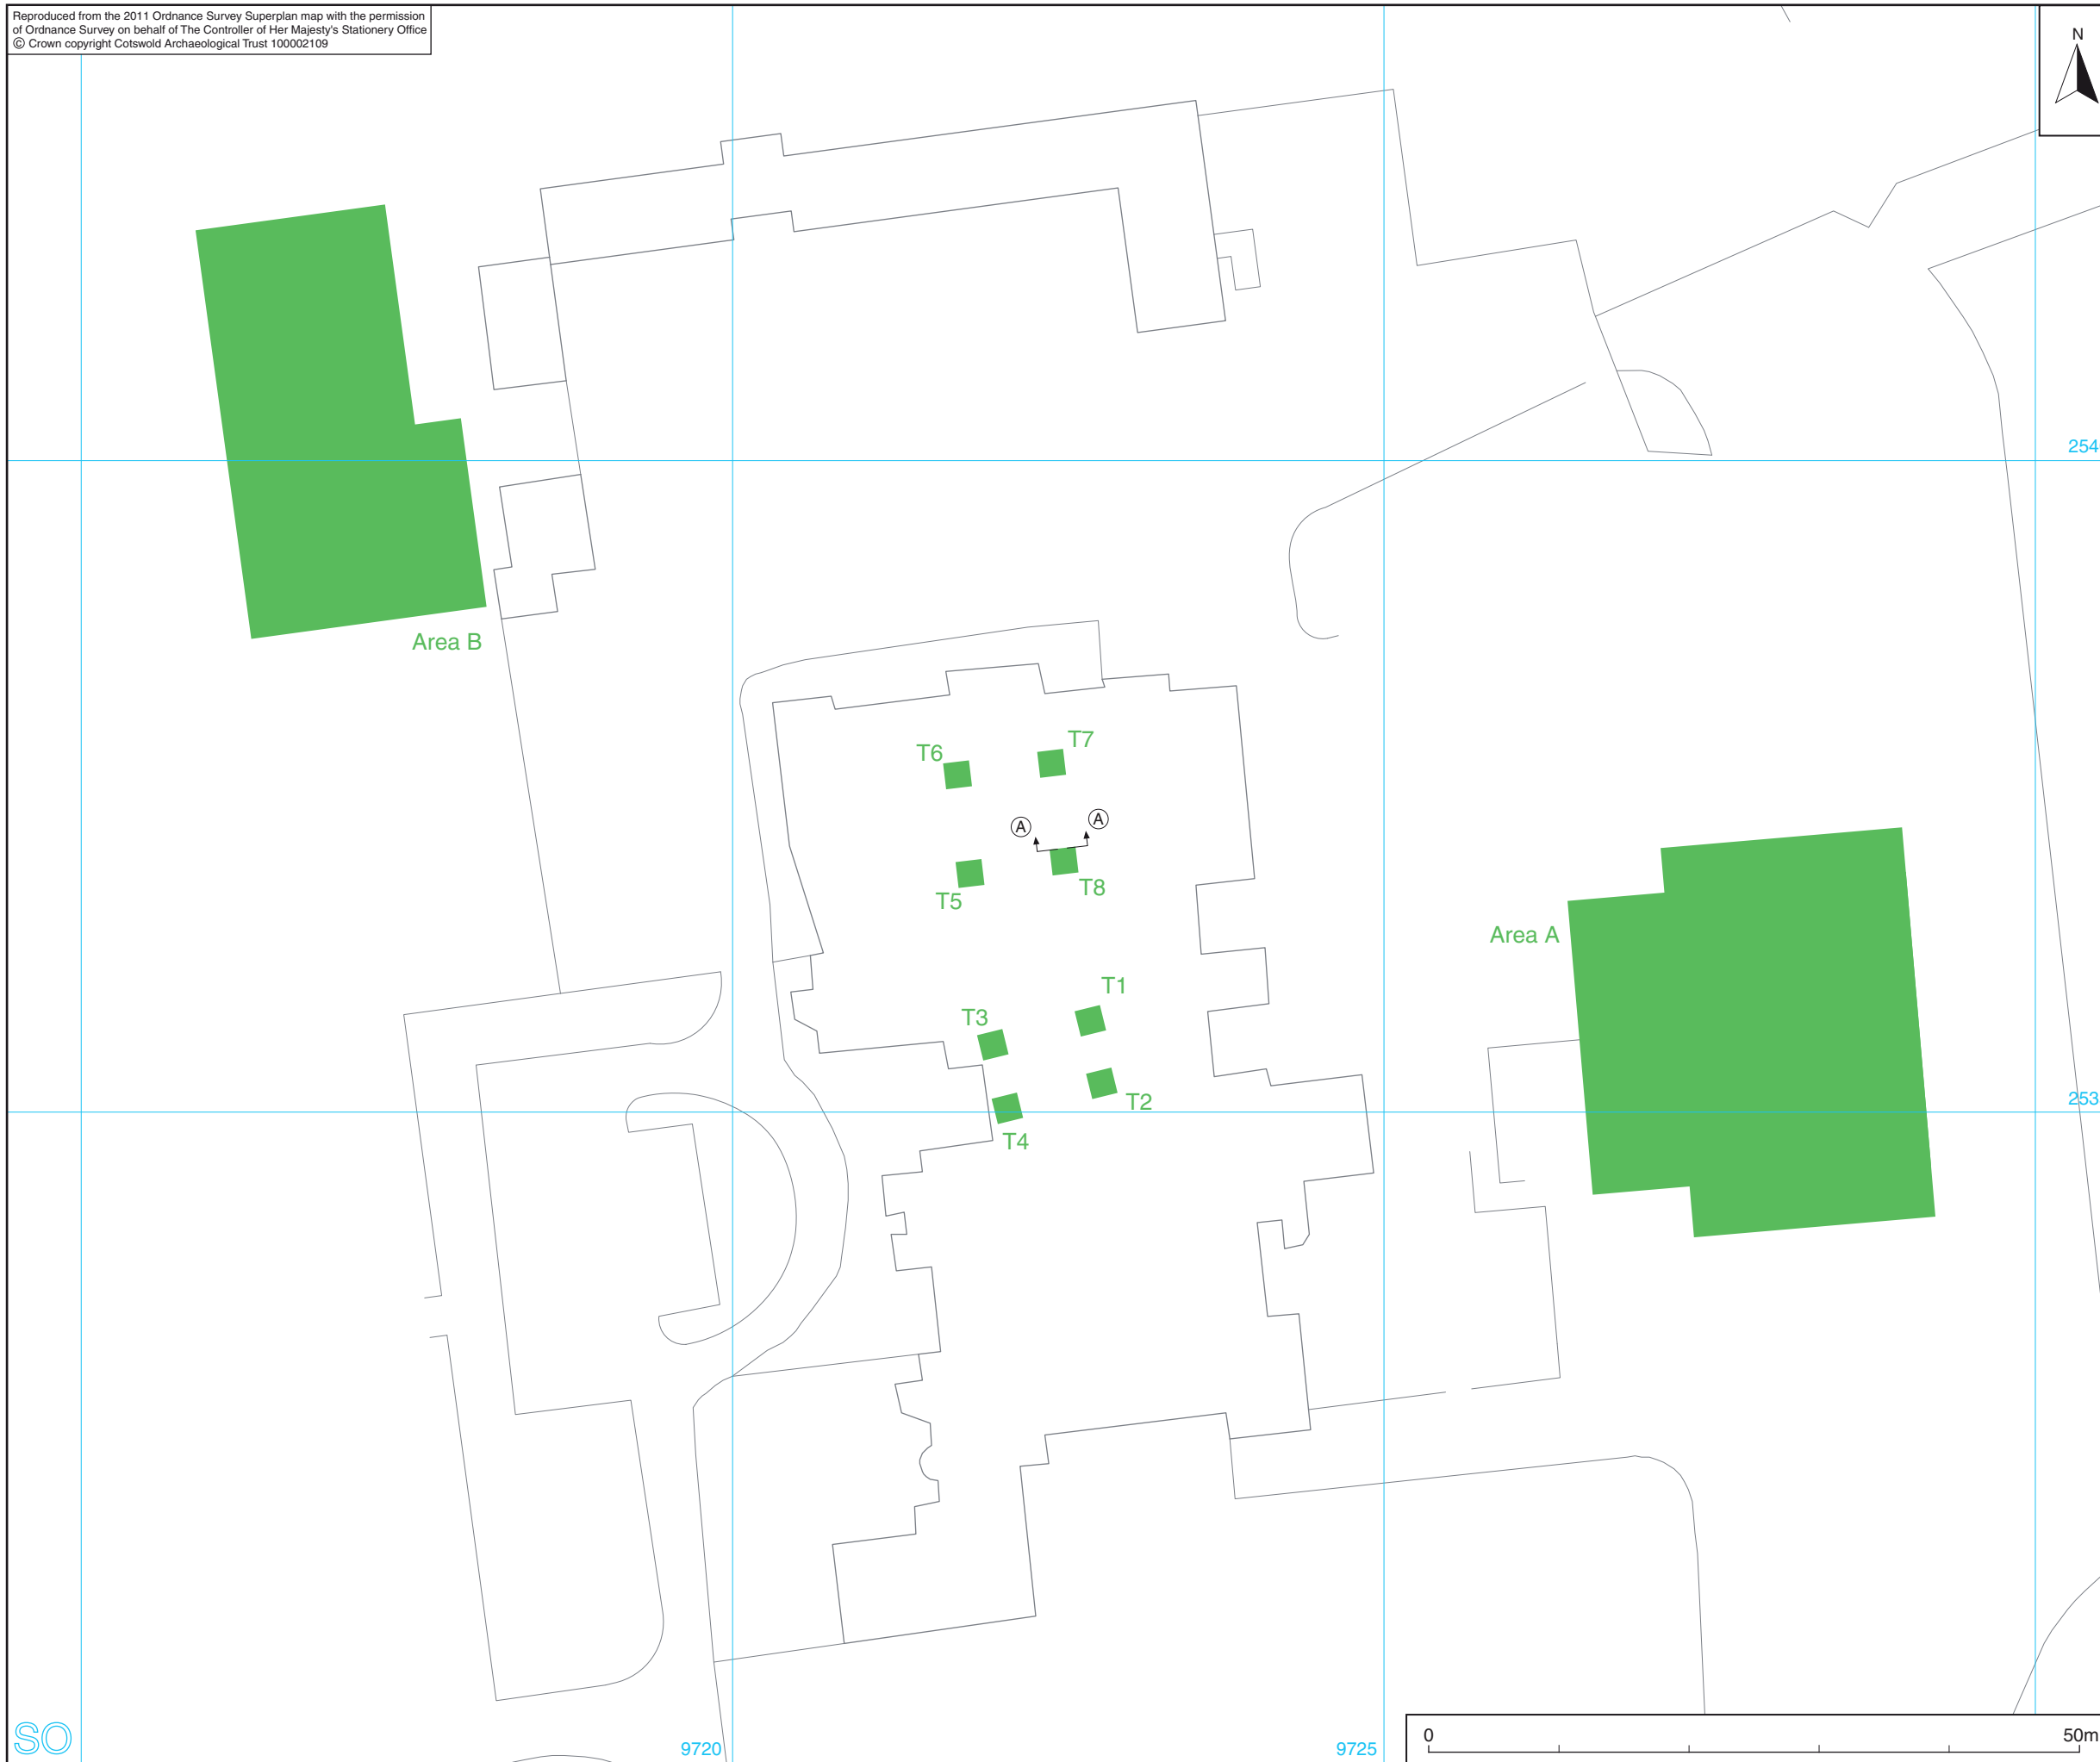 Reproduced from the 2011 Ordnance Survey Superplan map with the permission
of Ordnance Survey on behalf of The Controller of Her Majesty's Stationery Office
© Crown copyright Cotswold Archaeological Trust 100002109
N
254
Area B
T7
T6
A
A
T8
T5
Area A
T1
T3
T2
253
T4
SO
9720
9725
0
50m